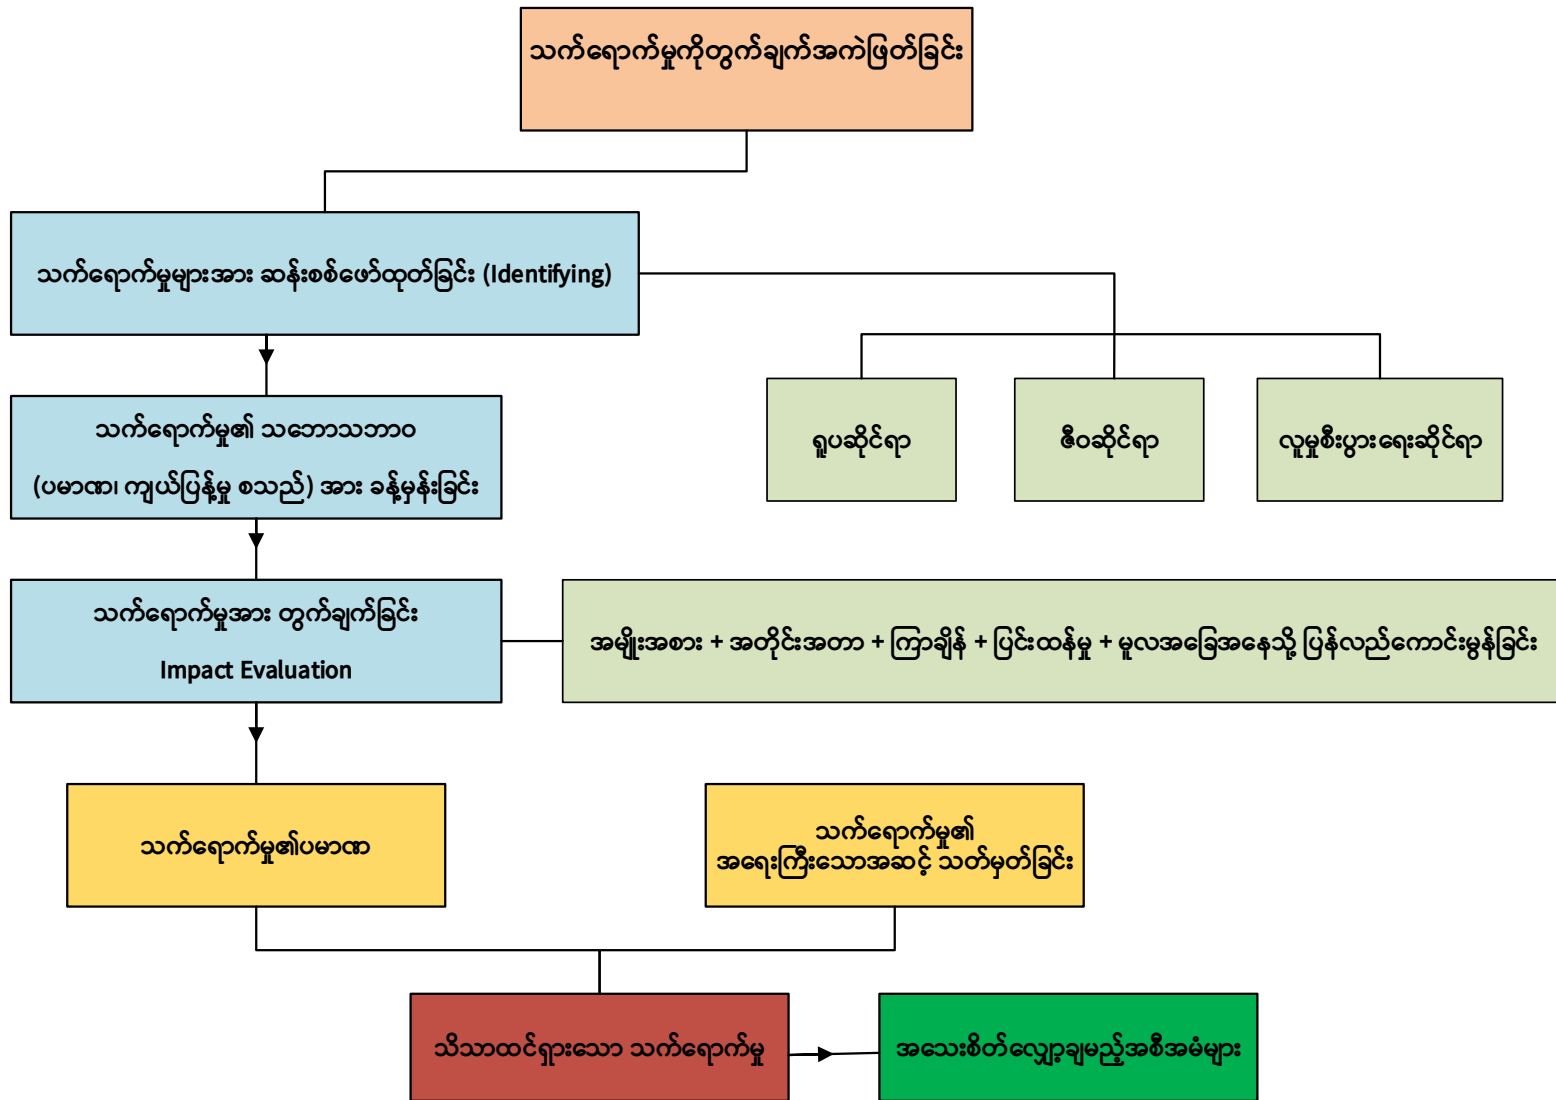 သက်ရောက်မှုကိုတွက်ချက်အကဲဖြတ်ခြင်း
သက်ရောက်မှုများအား ဆန်းစစ်ဖော်ထုတ်ခြင်း (Identifying)
သက်ရောက်မှု၏ သဘောသဘာဝ
(ပမာဏ၊ ကျယ်ပြန့်မှု စသည်) အား ခန့်မှန်းခြင်း
ရူပဆိုင်ရာ
ဇီဝဆိုင်ရာ
လူမှုစီးပွားရေးဆိုင်ရာ
သက်ရောက်မှုအား တွက်ချက်ခြင်း
Impact Evaluation
အမျိုးအစား + အတိုင်းအတာ + ကြာချိန် + ပြင်းထန်မှု + မူလအခြေအနေသို့ ပြန်လည်ကောင်းမွန်ခြင်း
သက်ရောက်မှု၏ပမာဏ
သက်ရောက်မှု၏
အရေးကြီးသောအဆင့် သတ်မှတ်ခြင်း
သိသာထင်ရှားသော သက်ရောက်မှု
အသေးစိတ်လျှော့ချမည့်အစီအမံများ